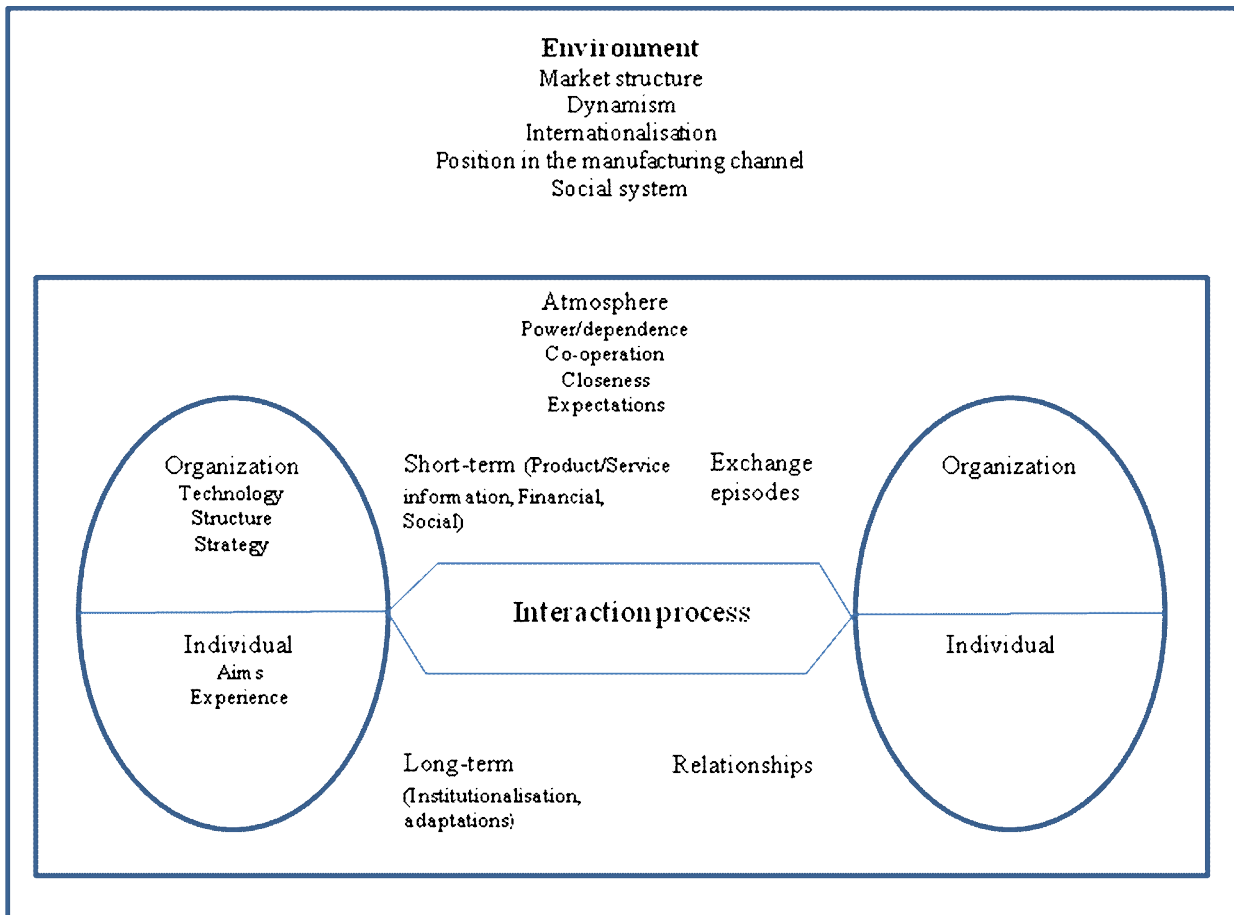 Environment
Market structure
Dynamism
Internationalisation
Position in the manufacturing channel
Social system
Atmosphere
Power/dependence
Co-operation
Closeness
Expectations
Organization
Technology
Structure
Strategy
Individual
Aims
Experience
Short-term (Product/Service
information, Financial,
Social)
Exchange
episodes
Interaction process
Long-term
(Institutionalisation,
adaptations)
Relationships
Organization
Individual